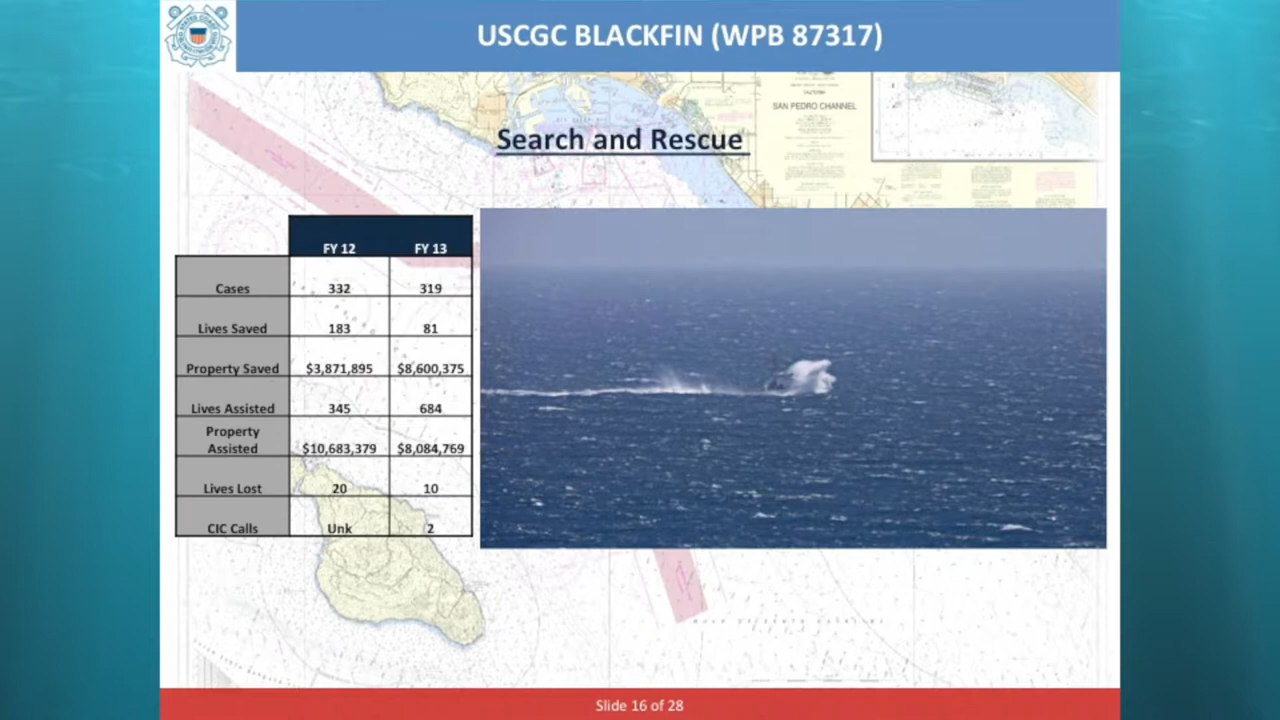 USCGC BLACKFIN (WPB 87317)
SAN PEDRO CHANNEL
Search and Rescue
FY 12 FY 13
Cases 332 319
Lives Saved 183 81
Property Saved $3,871,895 $8,600,375
Lives Assisted 345 684
Property
Assisted $10,683,379 $8,084,769
Lives Lost 20 10
CIC Calls Unk 2
Slide 16 of 28